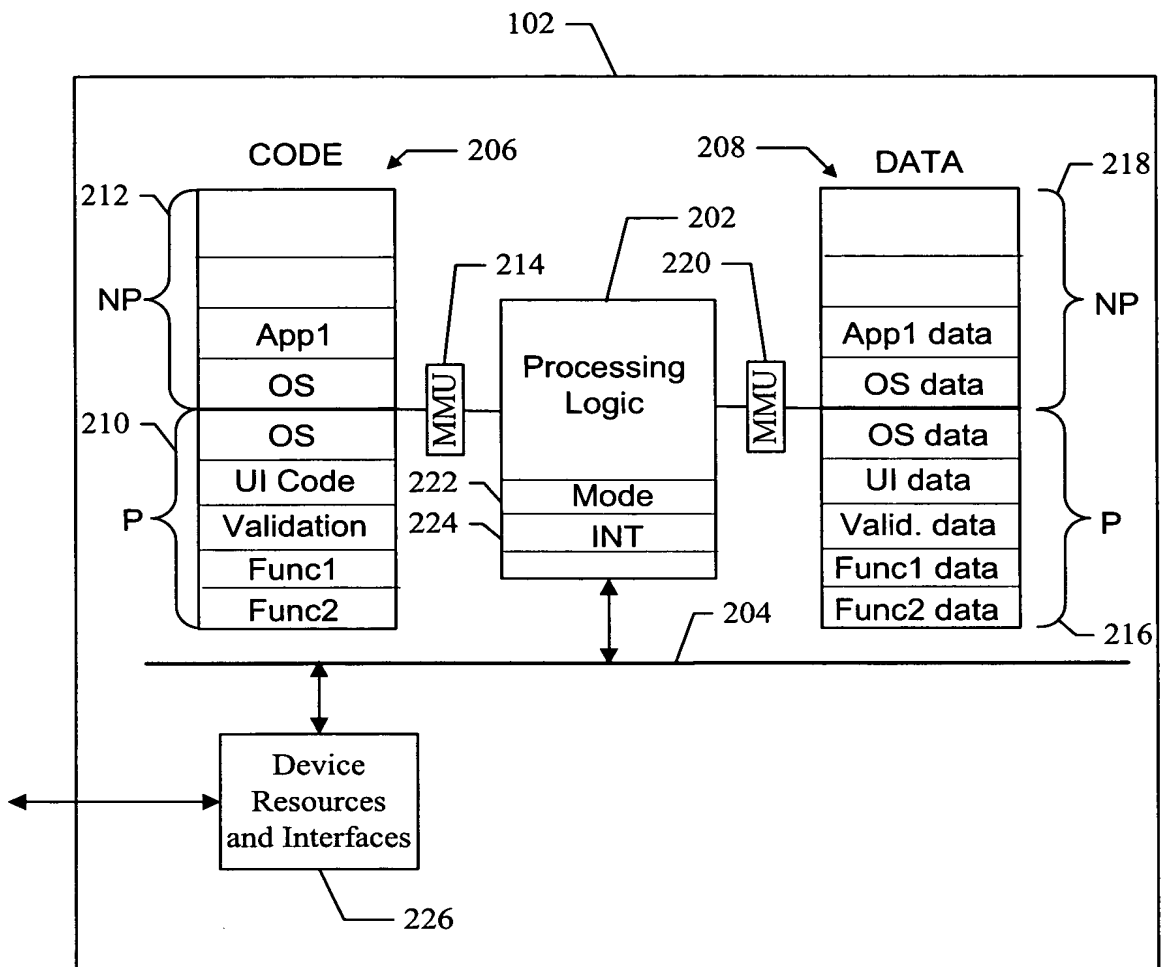 102
CODE
206
208
DATA
218
212
202
214
220
NP
App1
OS
MMU
Processing
Logic
MMU
App1 data
OS data
NP
210
P
OS
UI Code
Validation
Func1
Func2
222
Mode
224
INT
OS data
UI data
Valid. data
Func1 data
Func2 data
P
204
216
Device
Resources
and Interfaces
226